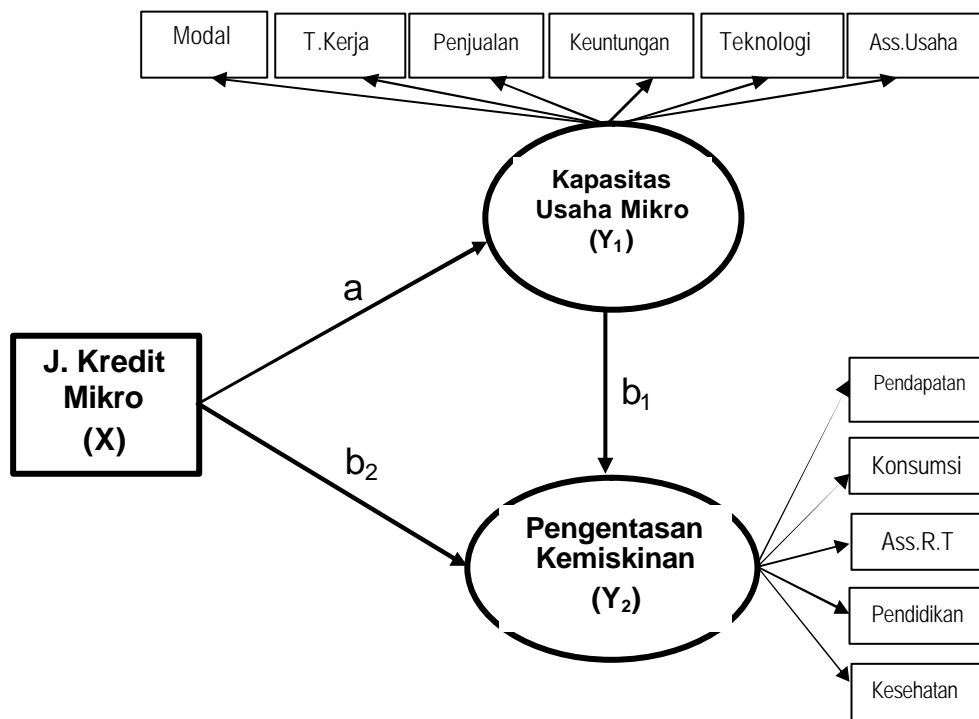 Modal
T.Kerja
Penjualan
Keuntungan
Teknologi
Ass.Usaha
Kapasitas
Usaha Mikro
(Y₁)
a
J. Kredit
Mikro
(X)
b₁
b₂
Pengentasan
Kemiskinan
(Y₂)
Pendapatan
Konsumsi
Ass.R.T
Pendidikan
Kesehatan